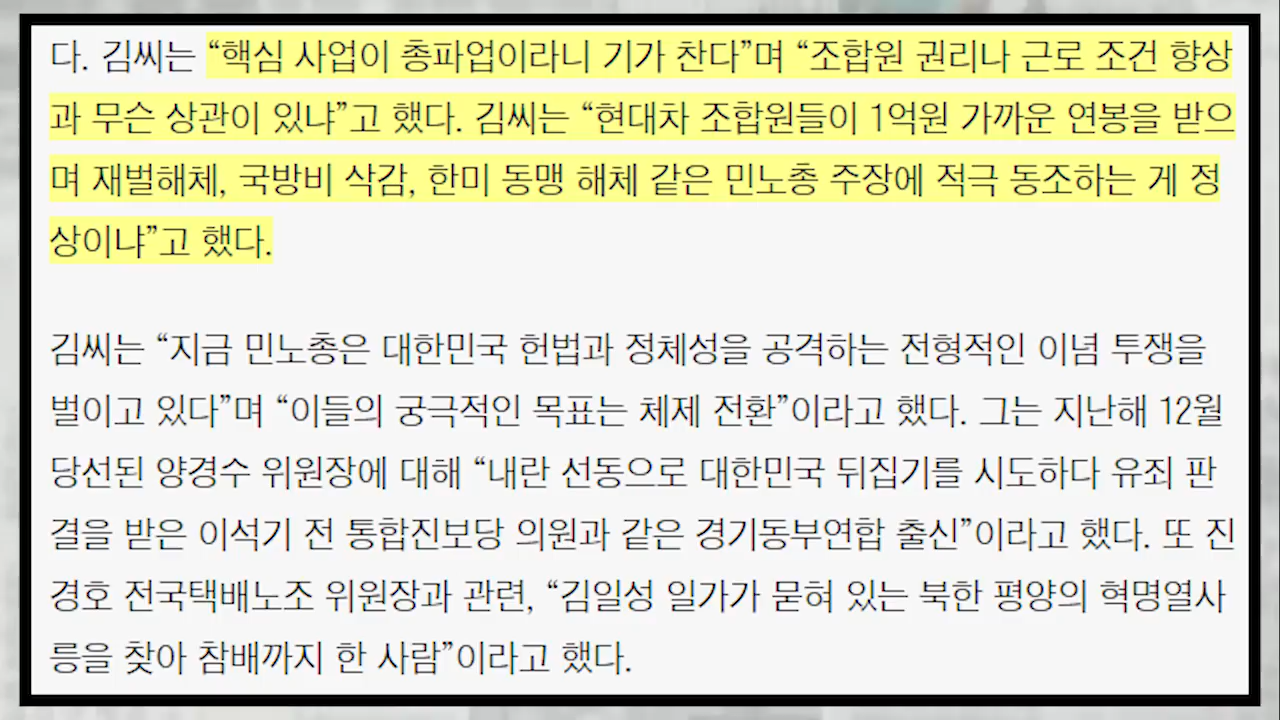 다. 김씨는 “핵심 사업이 총파업이라니 기가 찬다”며 “조합원 권리나 근로 조건 향상
과 무슨 상관이 있냐”고 했다. 김씨는 “현대차 조합원들이 1억원 가까운 연봉을 받으
며 재벌해체, 국방비 삭감, 한미 동맹 해체 같은 민노총 주장에 적극 동조하는 게 정
상이냐”고 했다.
김씨는 “지금 민노총은 대한민국 헌법과 정체성을 공격하는 전형적인 이념 투쟁을
벌이고 있다”며 “이들의 궁극적인 목표는 체제 전환”이라고 했다. 그는 지난해 12월
당선된 양경수 위원장에 대해 “내란 선동으로 대한민국 뒤집기를 시도하다 유죄 판
결을 받은 이석기 전 통합진보당 의원과 같은 경기동부연합 출신”이라고 했다. 또 진
경호 전국택배노조 위원장과 관련, “김일성 일가가 묻혀 있는 북한 평양의 혁명열사
릉을 찾아 참배까지 한 사람”이라고 했다.